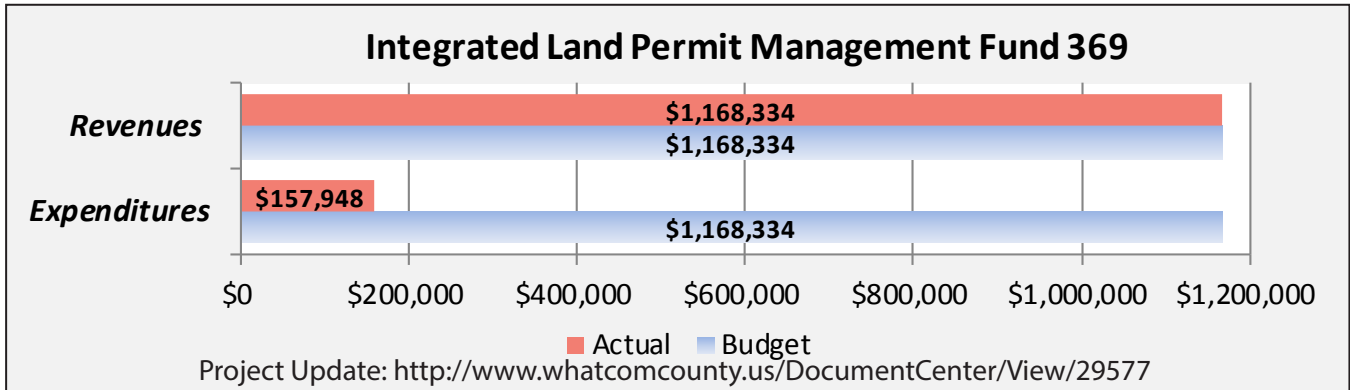 Integrated Land Permit Management Fund 369
Revenues
$1,168,334
$1,168,334
Expenditures
$157,948
$1,168,334
$0 $200,000 $400,000 $600,000 $800,000 $1,000,000 $1,200,000
Actual Budget
Project Update: http://www.whatcomcounty.us/DocumentCenter/View/29577